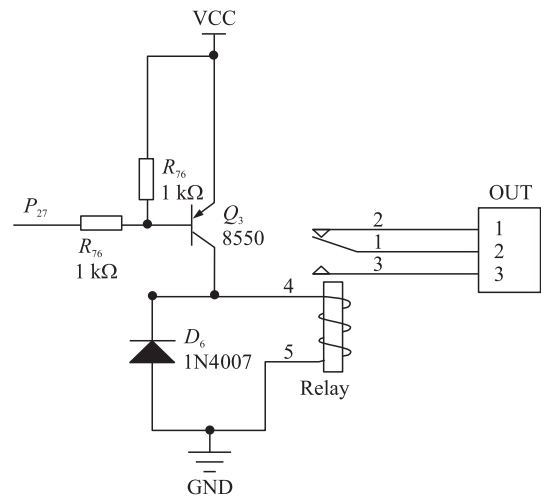 VCC
R76
1 kΩ
P27
Q3
8550
R76
1 kΩ
OUT
2
1
1
2
3
3
4
D6
1N4007
5
Relay
GND